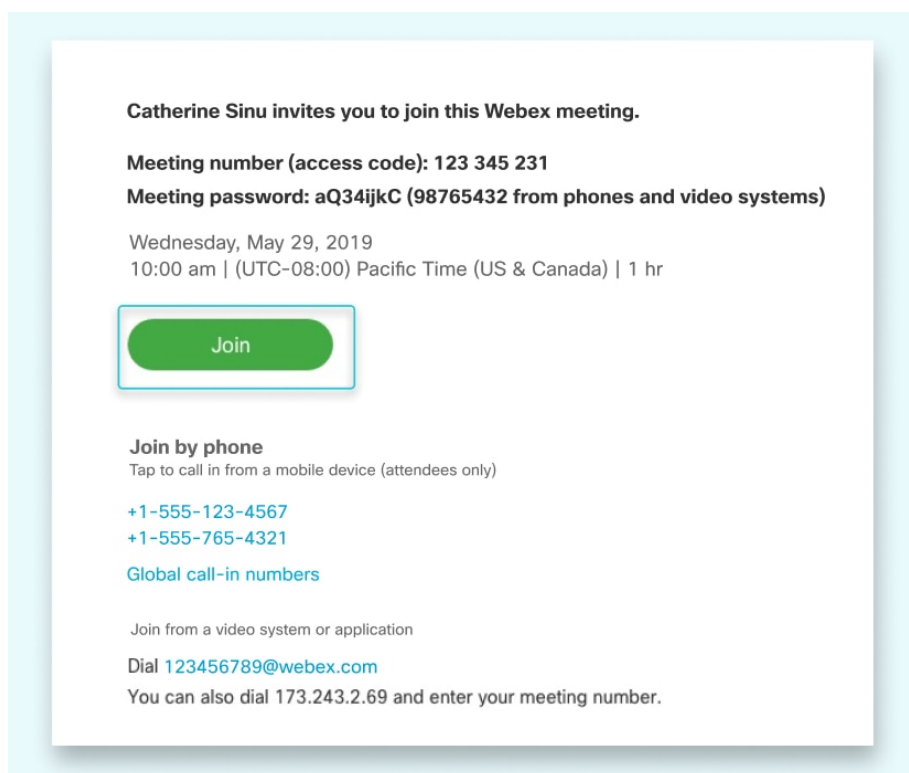 Catherine Sinu invites you to join this Webex meeting.
Meeting number (access code): 123 345 231
Meeting password: aQ34ijkC (98765432 from phones and video systems)
Wednesday, May 29, 2019
10:00 am | (UTC-08:00) Pacific Time (US & Canada) | 1 hr
Join
Join by phone
Tap to call in from a mobile device (attendees only)
+1-555-123-4567
+1-555-765-4321
Global call-in numbers
Join from a video system or application
Dial 123456789@webex.com
You can also dial 173.243.2.69 and enter your meeting number.